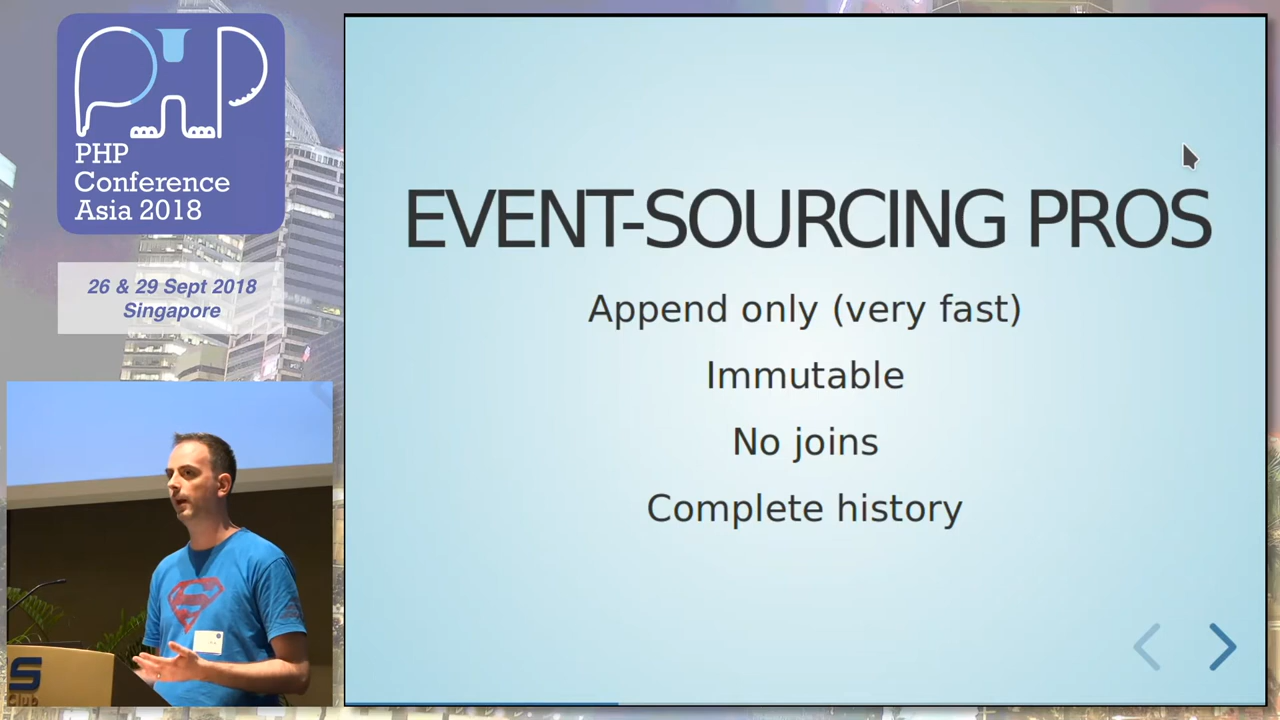 PHP
Conference
Asia 2018
26 & 29 Sept 2018
Singapore
EVENT-SOURCING PROS
Append only (very fast)
Immutable
No joins
Complete history
S
S
Club